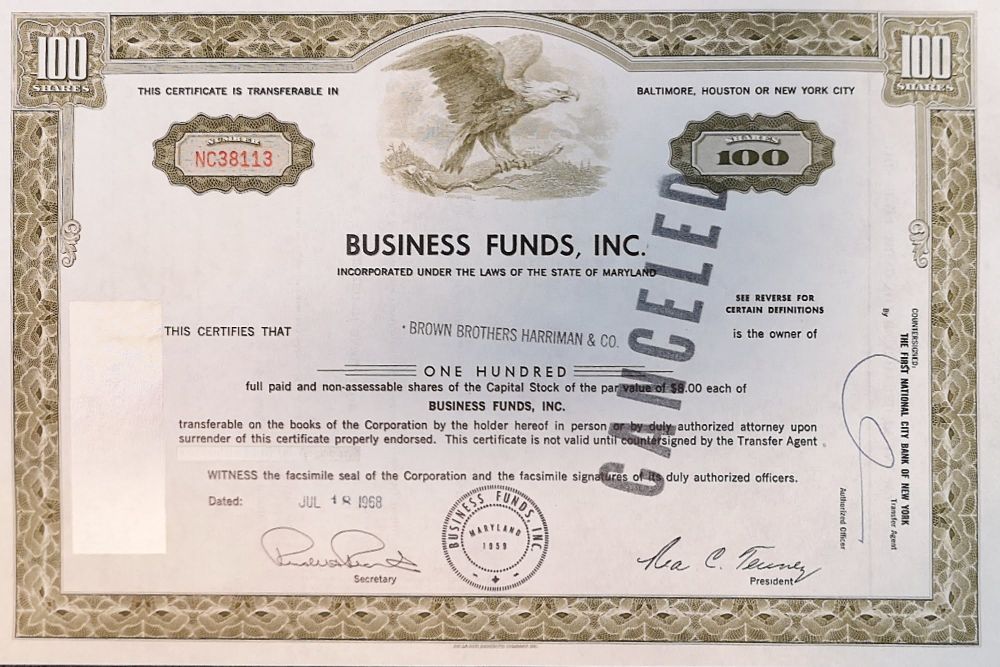 100
SHARES
100
SHARES
THIS CERTIFICATE IS TRANSFERABLE IN
BALTIMORE, HOUSTON OR NEW YORK CITY
NUMBER
NC38113
SHARES
100
BUSINESS FUNDS, INC.
INCORPORATED UNDER THE LAWS OF THE STATE OF MARYLAND
CANCELED
SEE REVERSE FOR
CERTAIN DEFINITIONS
THIS CERTIFIES THAT
BROWN BROTHERS HARRIMAN & CO.
is the owner of
ONE HUNDRED
full paid and non-assessable shares of the Capital Stock of the par value of $8.00 each of
BUSINESS FUNDS, INC.
transferable on the books of the Corporation by the holder hereof in person or by duly authorized attorney upon
surrender of this certificate properly endorsed. This certificate is not valid until countersigned by the Transfer Agent
WITNESS the facsimile seal of the Corporation and the facsimile signatures of its duly authorized officers.
Dated:
JUL 18 1968
BUSINESS FUNDS, INC.
MARYLAND
1959
Secretary
Rea C. Tenney
President
COUNTERSIGNED:
THE FIRST NATIONAL CITY BANK OF NEW YORK
Transfer Agent
By
Authorized Officer